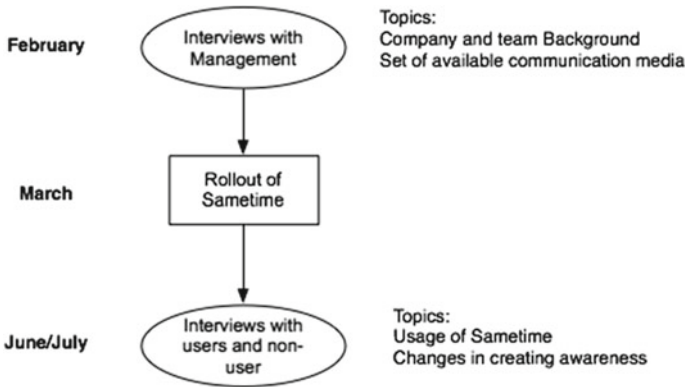 February
Interviews with
Management
Topics:
Company and team Background
Set of available communication media
March
Rollout of
Sametime
June/July
Interviews with
users and non-
user
Topics:
Usage of Sametime
Changes in creating awareness